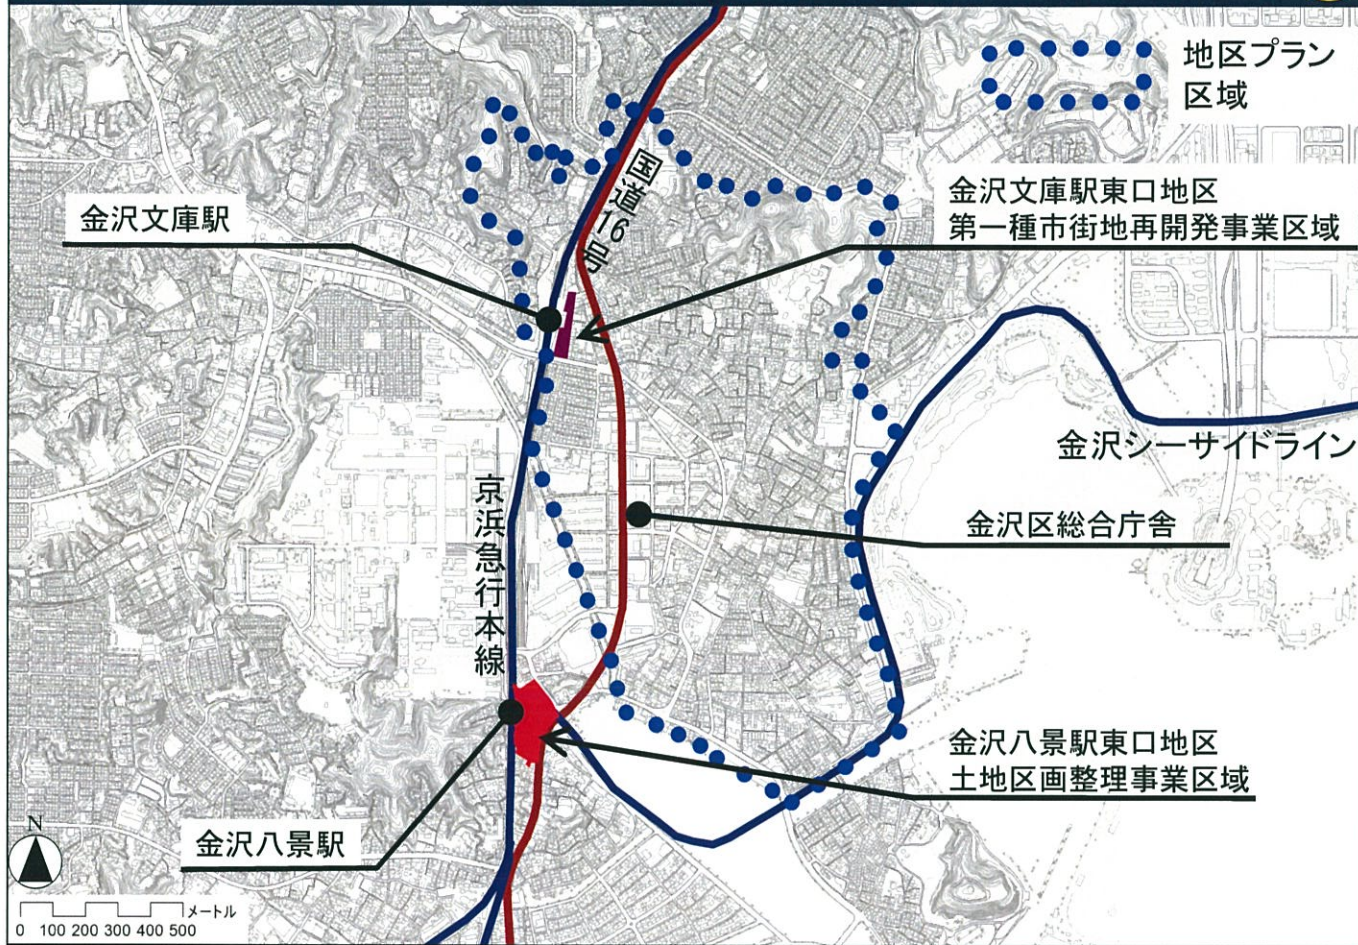 地区プラン
区域
国道16号
金沢文庫駅東口地区
第一種市街地再開発事業区域
金沢文庫駅
金沢シーサイドライン
京浜急行本線
金沢区総合庁舎
金沢八景駅東口地区
土地区画整理事業区域
金沢八景駅
N
メートル
0 100 200 300 400 500